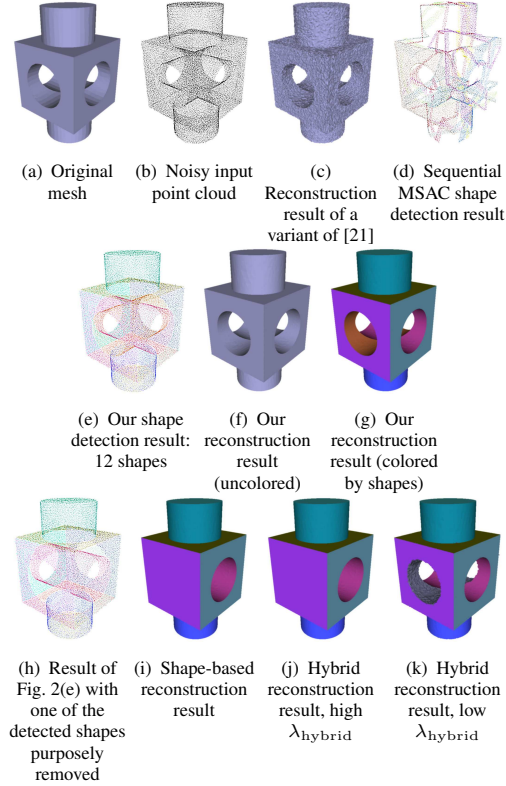 (a) Original
mesh
(b) Noisy input
point cloud
(c)
Reconstruction
result of a
variant of [21]
(d) Sequential
MSAC shape
detection result
(e) Our shape
detection result:
12 shapes
(f) Our
reconstruction
result
(uncolored)
(g) Our
reconstruction
result (colored
by shapes)
(h) Result of
Fig. 2(e) with
one of the
detected shapes
purposely
removed
(i) Shape-based
reconstruction
result
(j) Hybrid
reconstruction
result, high
λhybrid
(k) Hybrid
reconstruction
result, low
λhybrid